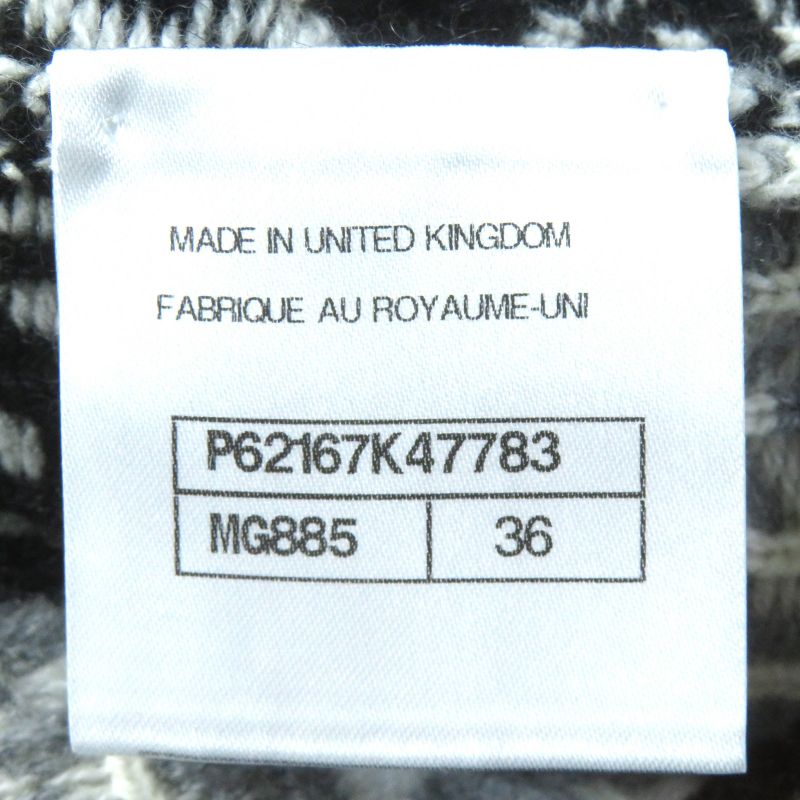 MADE IN UNITED KINGDOM
FABRIQUE AU ROYAUME-UNI
P62167K47783
MG885 36